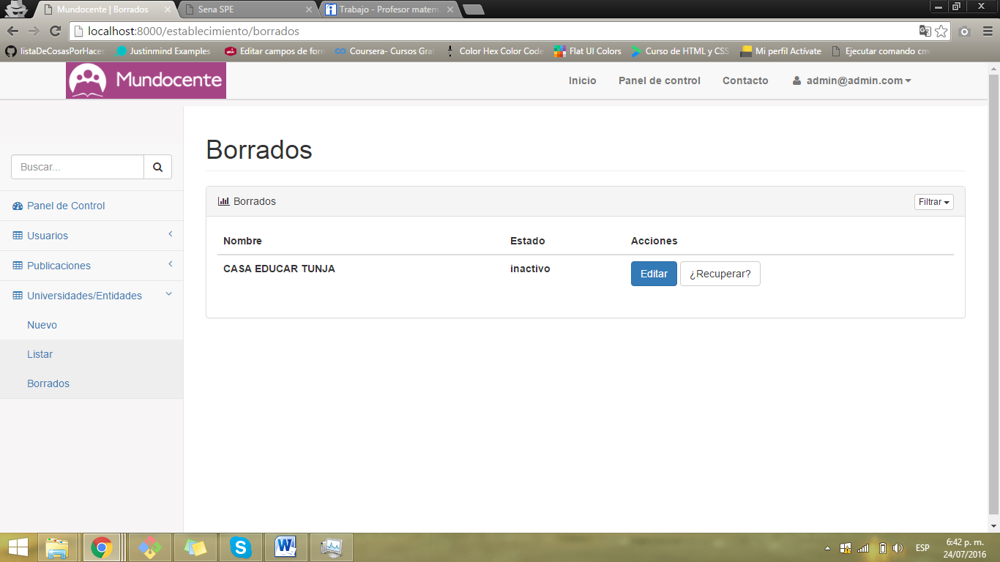 Mundocente | Borrados
Sena SPE
Trabajo - Profesor matem
localhost:8000/establecimiento/borrados
listaDeCosasPorHacer
Justinmind Examples
Editar campos de form
Coursera- Cursos Grat
Color Hex Color Code
Flat UI Colors
Curso de HTML y CSS
Mi perfil Actívate
Ejecutar comando cm
Mundocente
Inicio
Panel de control
Contacto
admin@admin.com
Buscar...
Panel de Control
Usuarios
Publicaciones
Universidades/Entidades
Nuevo
Listar
Borrados
Borrados
Borrados
Filtrar
Nombre Estado Acciones
CASA EDUCAR TUNJA inactivo Editar ¿Recuperar?
ESP
6:42 p. m.
24/07/2016